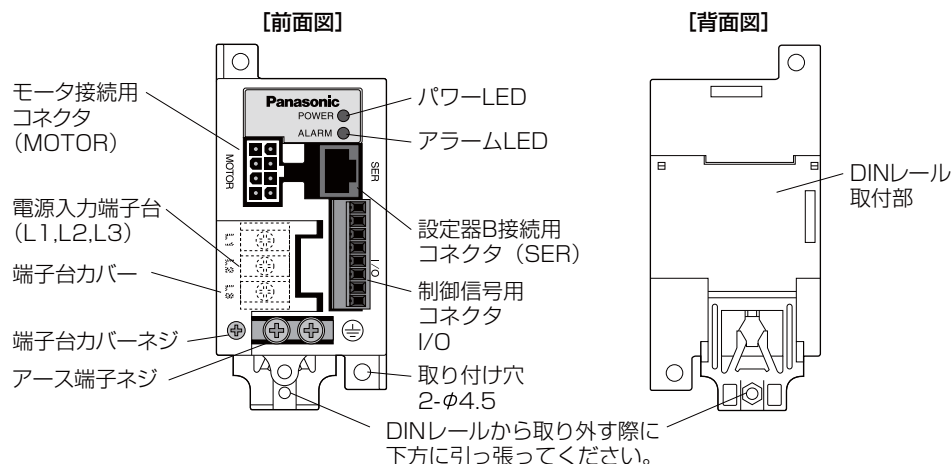 [前面図]
[背面図]
モータ接続用
コネクタ
（MOTOR）
電源入力端子台
（L1,L2,L3）
端子台カバー
端子台カバーネジ
アース端子ネジ
Panasonic
POWER
ALARM
MOTOR
SER
L1
L2
L3
I/O
パワーLED
アラームLED
設定器B接続用
コネクタ（SER）
制御信号用
コネクタ
I/O
取り付け穴
2-φ4.5
DINレール
取付部
DINレールから取り外す際に
下方に引っ張ってください。